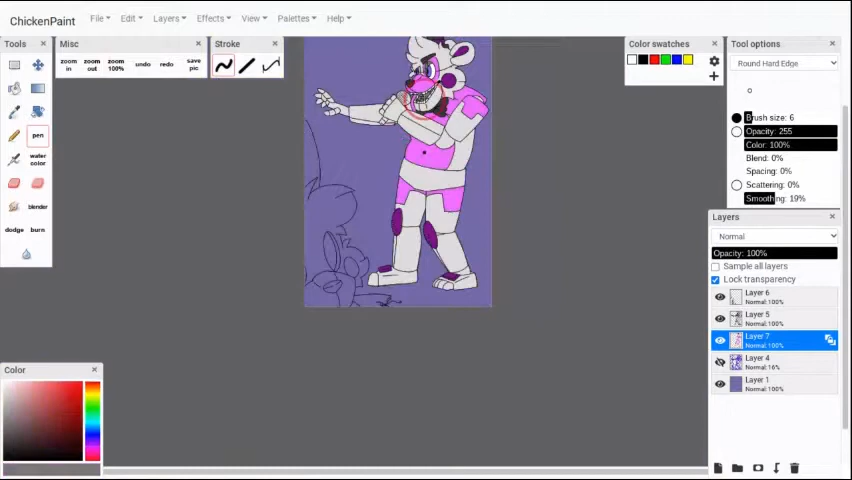 ChickenPaint
File
Edit
Layers
Effects
View
Palettes
Help
Tools
pen
water
color
blender
dodge
burn
Misc
zoom
in
zoom
out
zoom
100%
undo
redo
save
pic
Stroke
Color swatches
Tool options
Round Hard Edge
Brush size: 6
Opacity: 255
Color: 100%
Blend: 0%
Spacing: 0%
Scattering: 0%
Smoothing: 19%
Layers
Normal
Opacity: 100%
Sample all layers
Lock transparency
Layer 6
Normal:100%
Layer 5
Normal:100%
Layer 7
Normal:100%
Layer 4
Normal:16%
Layer 1
Normal:100%
Color